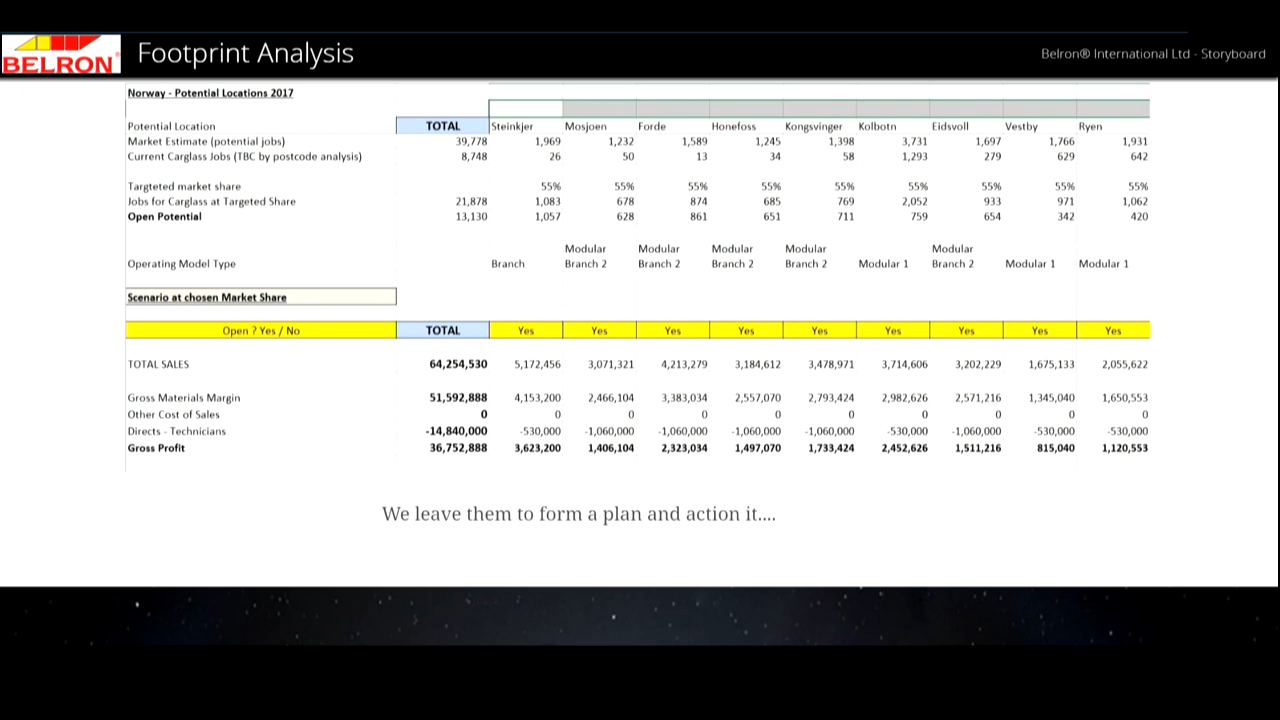 BELRON®
Footprint Analysis
Belron® International Ltd - Storyboard
Norway - Potential Locations 2017
Potential Location TOTAL Steinkjer Mosjoen Forde Honefoss Kongsvinger Kolbotn Eidsvoll Vestby Ryen
Market Estimate (potential jobs) 39,778 1,969 1,232 1,589 1,245 1,398 3,731 1,697 1,766 1,931
Current Carglass Jobs (TBC by postcode analysis) 8,748 26 50 13 34 58 1,293 279 629 642
Targteted market share 55% 55% 55% 55% 55% 55% 55% 55% 55%
Jobs for Carglass at Targeted Share 21,878 1,083 678 874 685 769 2,052 933 971 1,062
Open Potential 13,130 1,057 628 861 651 711 759 654 342 420
Modular Modular Modular Modular Modular
Operating Model Type Branch Branch 2 Branch 2 Branch 2 Branch 2 Modular 1 Branch 2 Modular 1 Modular 1
Scenario at chosen Market Share
Open ? Yes / No TOTAL Yes Yes Yes Yes Yes Yes Yes Yes Yes
TOTAL SALES 64,254,530 5,172,456 3,071,321 4,213,279 3,184,612 3,478,971 3,714,606 3,202,229 1,675,133 2,055,622
Gross Materials Margin 51,592,888 4,153,200 2,466,104 3,383,034 2,557,070 2,793,424 2,982,626 2,571,216 1,345,040 1,650,553
Other Cost of Sales 0 0 0 0 0 0 0 0 0 0
Directs - Technicians -14,840,000 -530,000 -1,060,000 -1,060,000 -1,060,000 -1,060,000 -530,000 -1,060,000 -530,000 -530,000
Gross Profit 36,752,888 3,623,200 1,406,104 2,323,034 1,497,070 1,733,424 2,452,626 1,511,216 815,040 1,120,553
We leave them to form a plan and action it....